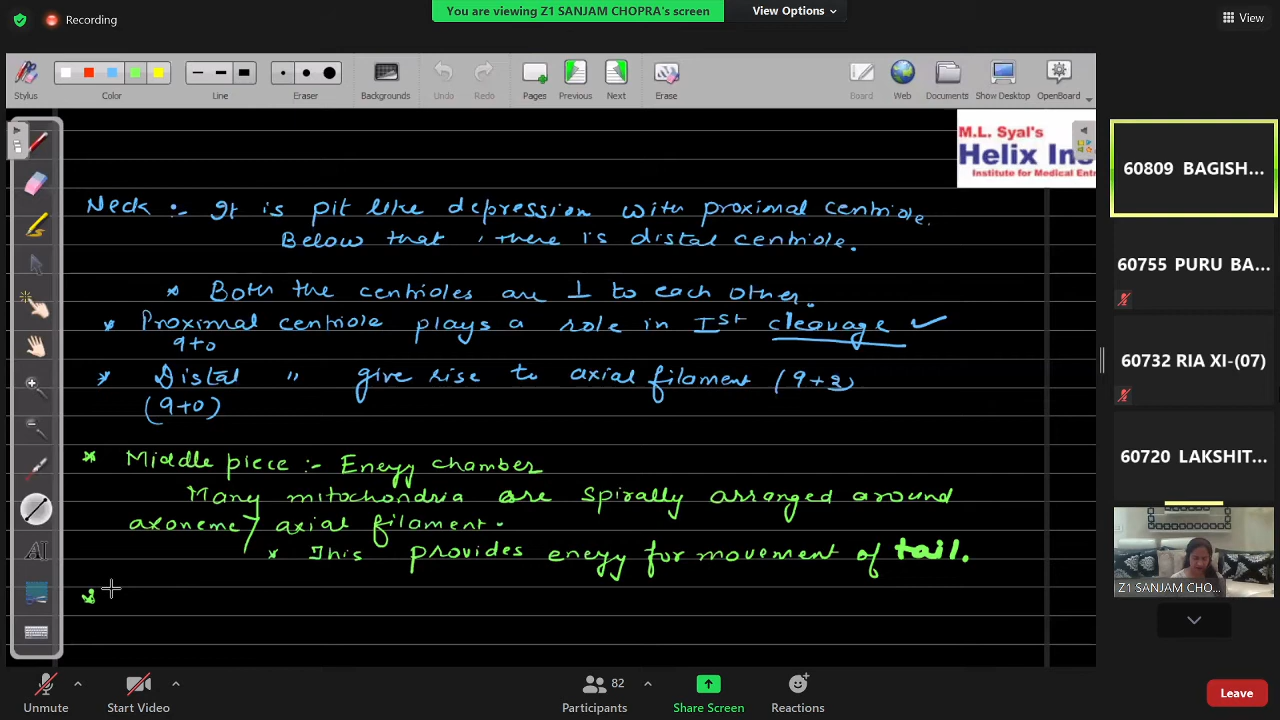 Recording
You are viewing Z1 SANJAM CHOPRA's screen
View Options
View
Stylus
Color
Line
Eraser
Backgrounds
Undo
Redo
Pages
Previous
Next
Erase
Board
Web
Documents
Show Desktop
OpenBoard
M.L. Syal's
Helix Ins
Institute for Medical Entr
Neck :- It is pit like depression with proximal centriole.
Below that, there is distal centriole.
* Both the centrioles are ⊥ to each other.
* Proximal centriole plays a role in Ist cleavage ✓
9+0
* Distal " give rise to axial filament (9+2)
(9+0)
* Middle piece :- Energy chamber
Many mitochondria are spirally arranged around
axoneme/ axial filament.
* This provides energy for movement of tail.
*
60809 BAGISH...
60755 PURU BA...
60732 RIA XI-(07)
60720 LAKSHIT...
Z1 SANJAM CHO...
Unmute
Start Video
82
Participants
Share Screen
Reactions
Leave